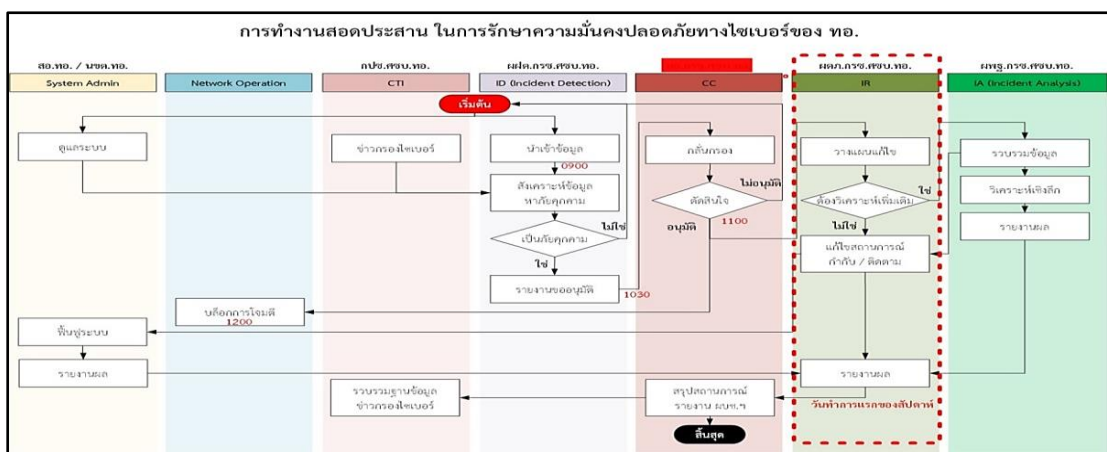 การทำงานสอดประสาน ในการรักษาความมั่นคงปลอดภัยทางไซเบอร์ของ ทอ.
สอ.ทอ. / นขต.ทอ.
กปช.ศซบ.ทอ.
ผฝต.กรซ.ศซบ.ทอ.
ผตภ.กรซ.ศซบ.ทอ.
ผพฐ.กรซ.ศซบ.ทอ.
System Admin
Network Operation
CTI
ID (Incident Detection)
CC
IR
IA (Incident Analysis)
เริ่มต้น
ดูแลระบบ
ข่าวกรองไซเบอร์
นำเข้าข้อมูล
กลั่นกรอง
วางแผนแก้ไข
รวบรวมข้อมูล
0900
สังเคราะห์ข้อมูล
หาภัยคุกคาม
ไม่อนุมัติ
ใช่
ตัดสินใจ
ต้องวิเคราะห์เพิ่มเติม
วิเคราะห์เชิงลึก
1100
ไม่ใช่
อนุมัติ
ไม่ใช่
เป็นภัยคุกคาม
แก้ไขสถานการณ์
กำกับ / ติดตาม
รายงานผล
ใช่
รายงานขออนุมัติ
1030
บล็อกการโจมตี
1200
ฟื้นฟูระบบ
รายงานผล
รายงานผล
รวบรวมฐานข้อมูล
ข่าวกรองไซเบอร์
สรุปสถานการณ์
รายงาน ผบช.ฯ
วันทำการแรกของสัปดาห์
สิ้นสุด